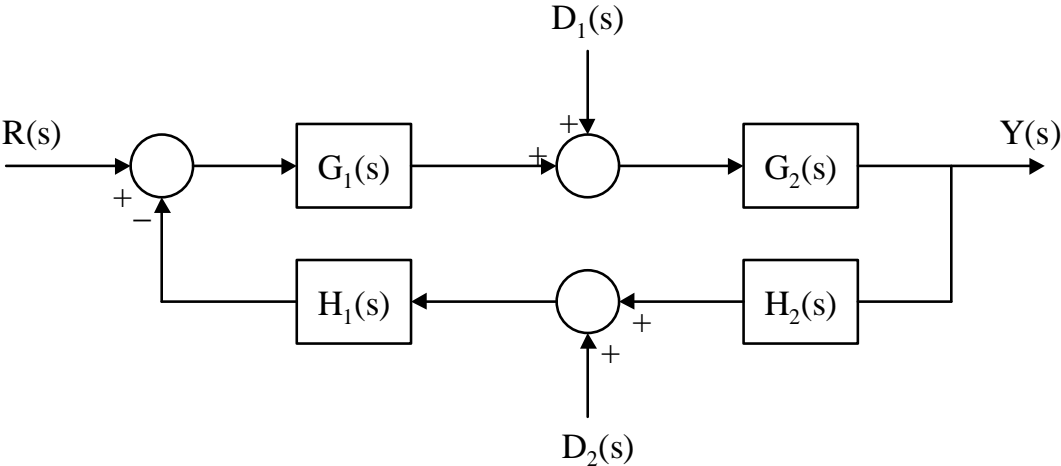 D₁(s)
R(s)
+
+
G₁(s)
G₂(s)
Y(s)
+
−
H₁(s)
H₂(s)
+
+
D₂(s)